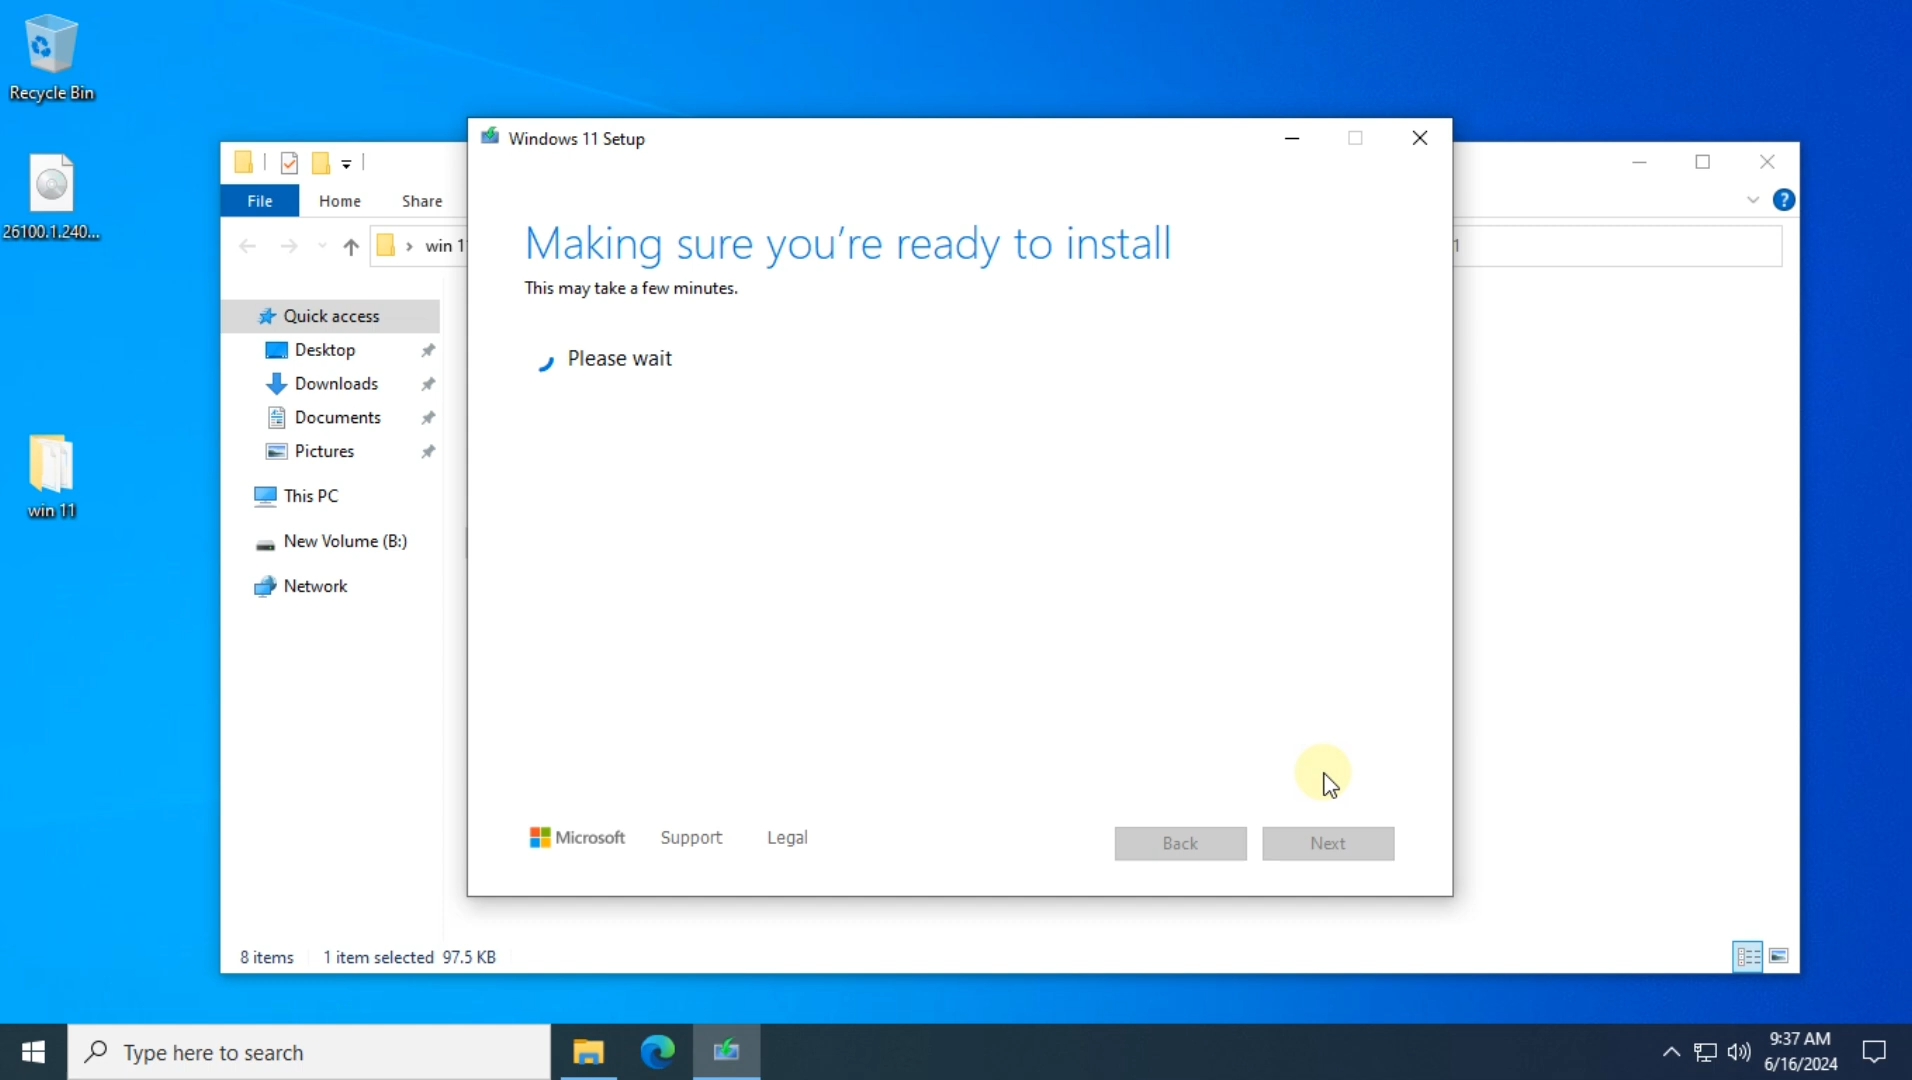 Recycle Bin
26100.1.240...
win 11
File
Home
Share
win 1
1
?
Quick access
Desktop
Downloads
Documents
Pictures
This PC
New Volume (B:)
Network
8 items
1 item selected 97.5 KB
Windows 11 Setup
Making sure you're ready to install
This may take a few minutes.
Please wait
Microsoft
Support
Legal
Back
Next
Type here to search
9:37 AM
6/16/2024